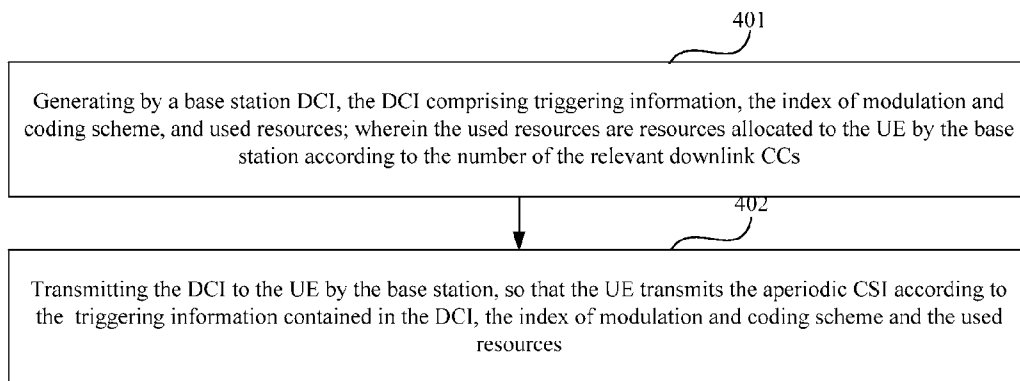 401
Generating by a base station DCI, the DCI comprising triggering information, the index of modulation and
coding scheme, and used resources; wherein the used resources are resources allocated to the UE by the base
station according to the number of the relevant downlink CCs
402
Transmitting the DCI to the UE by the base station, so that the UE transmits the aperiodic CSI according to
the triggering information contained in the DCI, the index of modulation and coding scheme and the used
resources